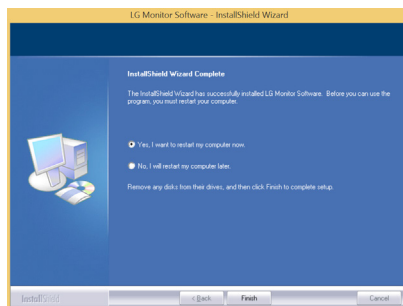 LG Monitor Software - InstallShield Wizard
InstallShield Wizard Complete
The InstallShield Wizard has successfully installed LG Monitor Software. Before you can use the
program, you must restart your computer.
Yes, I want to restart my computer now.
No, I will restart my computer later.
Remove any disks from their drives, and then click Finish to complete setup.
InstallShield
< Back
Finish
Cancel